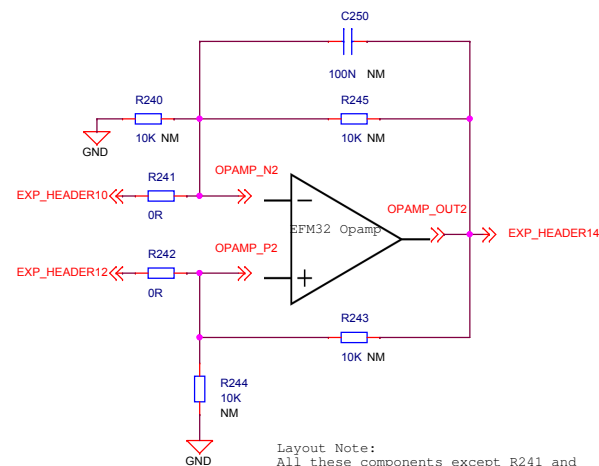 C250
100N NM
R240
10K NM
GND
R245
10K NM
R241
EXP_HEADER10
0R
OPAMP_N2
OPAMP_OUT2
EFM32 Opamp
EXP_HEADER14
R242
EXP_HEADER12
0R
OPAMP_P2
R243
10K NM
R244
10K
NM
GND
Layout Note:
All these components except R241 and